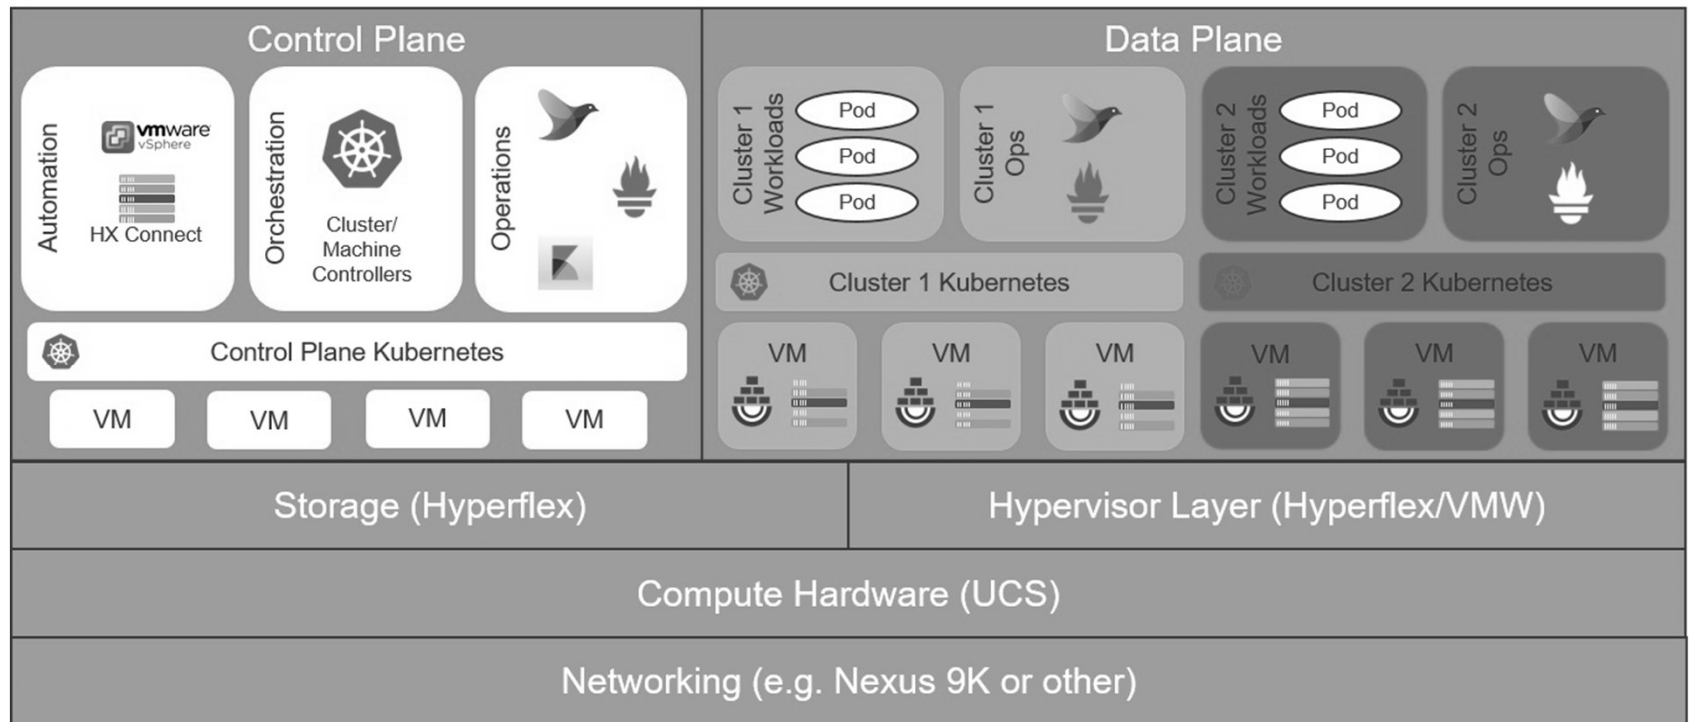 Control Plane
Automation
vmware
vSphere
HX Connect
Orchestration
Cluster/
Machine
Controllers
Operations
Control Plane Kubernetes
VM
VM
VM
VM
Data Plane
Cluster 1
Workloads
Pod
Pod
Pod
Cluster 1
Ops
Cluster 2
Workloads
Pod
Pod
Pod
Cluster 2
Ops
Cluster 1 Kubernetes
Cluster 2 Kubernetes
VM
VM
VM
VM
VM
VM
Storage (Hyperflex)
Hypervisor Layer (Hyperflex/VMW)
Compute Hardware (UCS)
Networking (e.g. Nexus 9K or other)